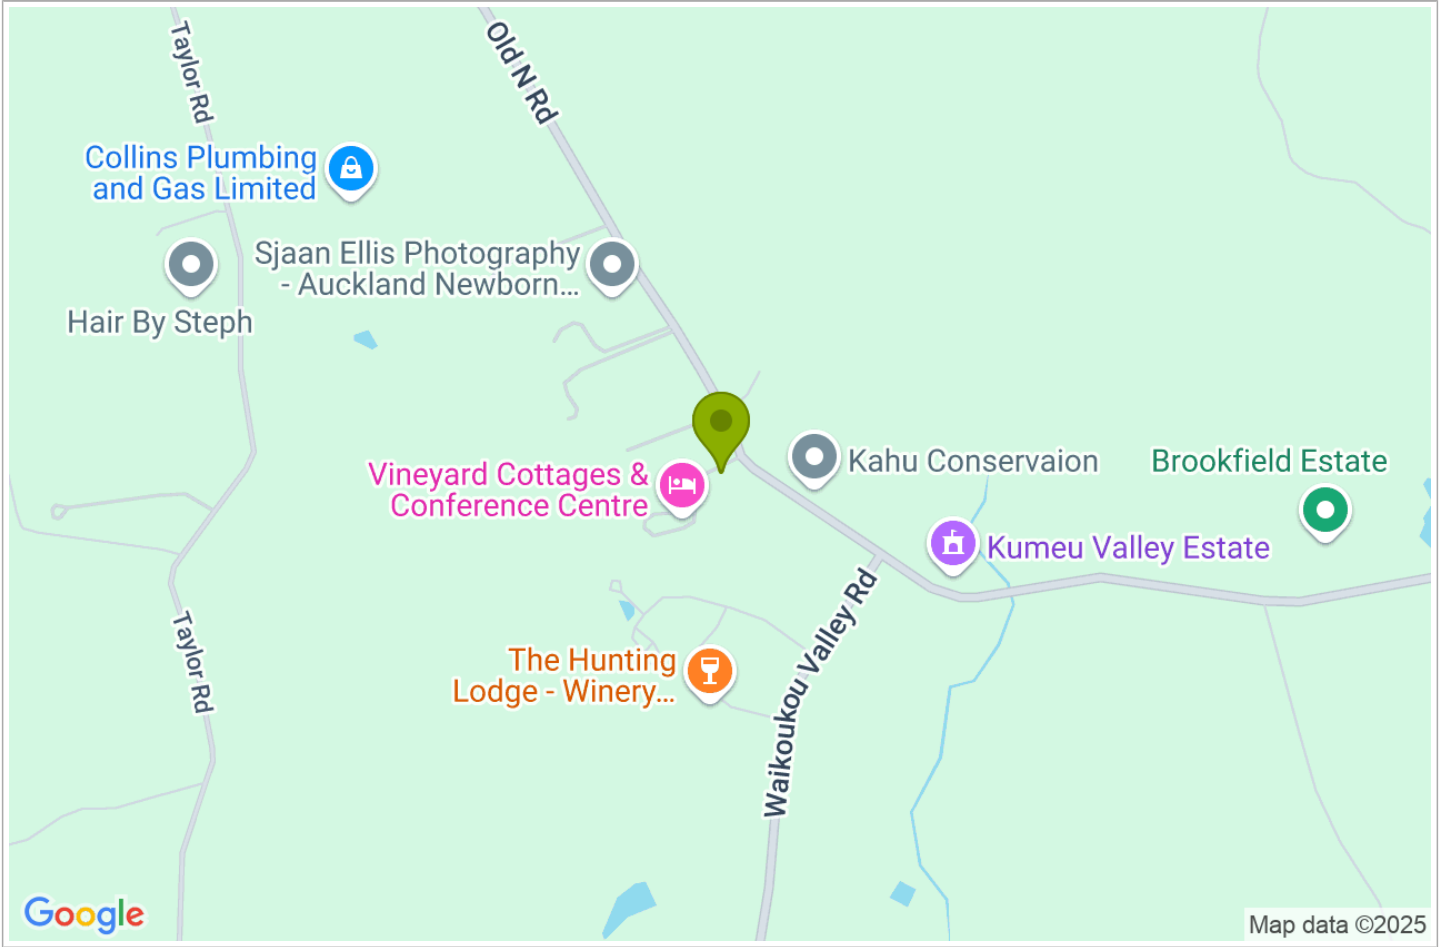 Taylor Rd
Old N Rd
Collins Plumbing
and Gas Limited
Sjaan Ellis Photography
- Auckland Newborn...
Hair By Steph
Vineyard Cottages &
Conference Centre
Kahu Conservaion
Brookfield Estate
Kumeu Valley Estate
Waikoukou Valley Rd
Taylor Rd
The Hunting
Lodge - Winery...
Google
Map data ©2025